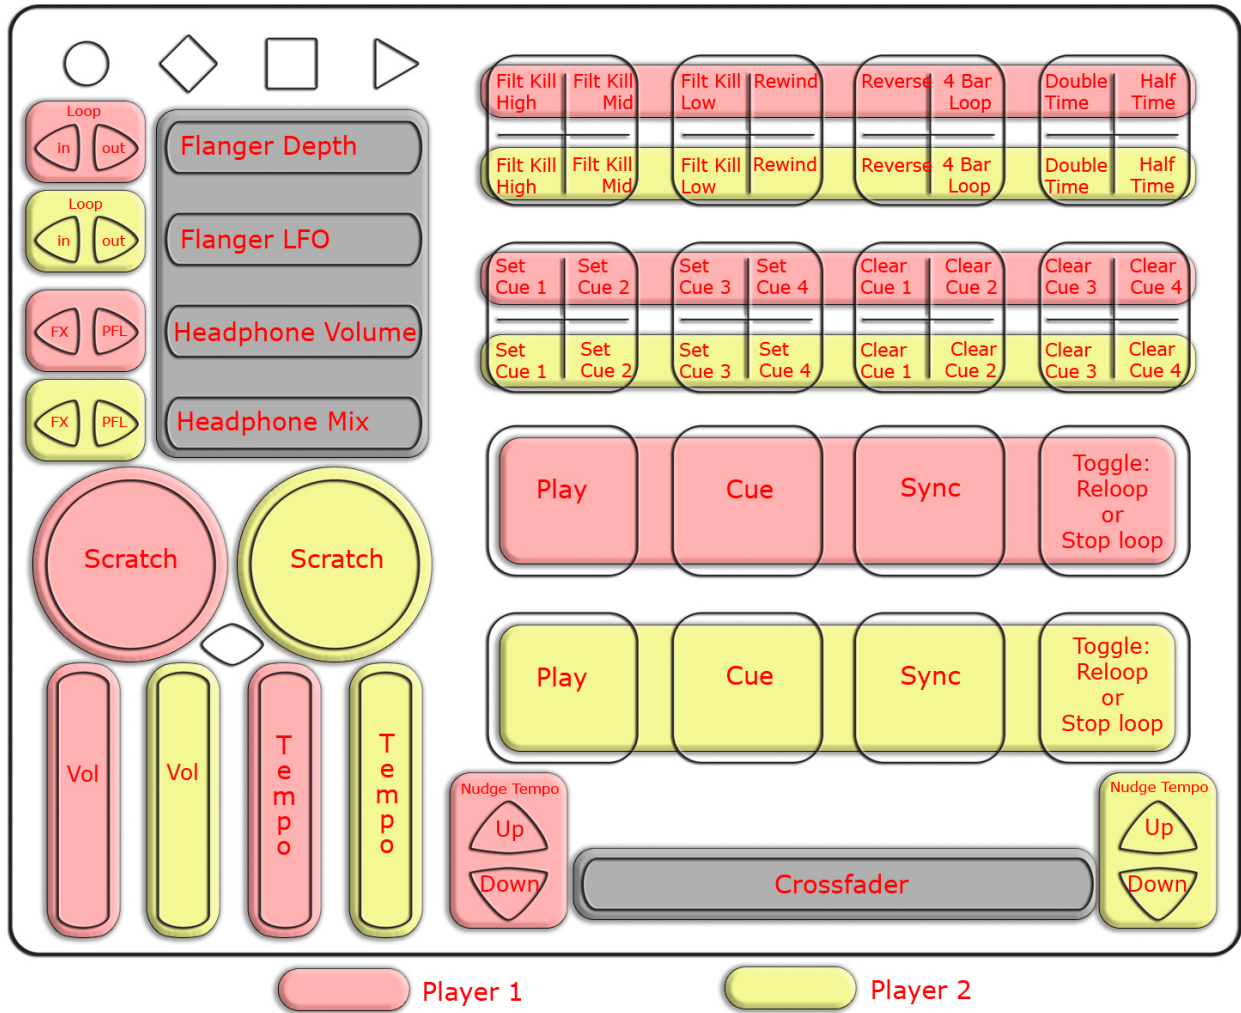 Loop
in out
Loop
in out
FX PFL
FX PFL
Flanger Depth
Flanger LFO
Headphone Volume
Headphone Mix
Scratch
Scratch
Vol
Vol
Tempo
Tempo
Filt Kill Filt Kill Filt Kill Rewind Reverse 4 Bar Double Half
High Mid Low Loop Time Time
Filt Kill Filt Kill Filt Kill Rewind Reverse 4 Bar Double Half
High Mid Low Loop Time Time
Set Set Set Set Clear Clear Clear Clear
Cue 1 Cue 2 Cue 3 Cue 4 Cue 1 Cue 2 Cue 3 Cue 4
Set Set Set Set Clear Clear Clear Clear
Cue 1 Cue 2 Cue 3 Cue 4 Cue 1 Cue 2 Cue 3 Cue 4
Play
Cue
Sync
Toggle:
Reloop
or
Stop loop
Play
Cue
Sync
Toggle:
Reloop
or
Stop loop
Nudge Tempo
Up
Down
Crossfader
Nudge Tempo
Up
Down
Player 1
Player 2